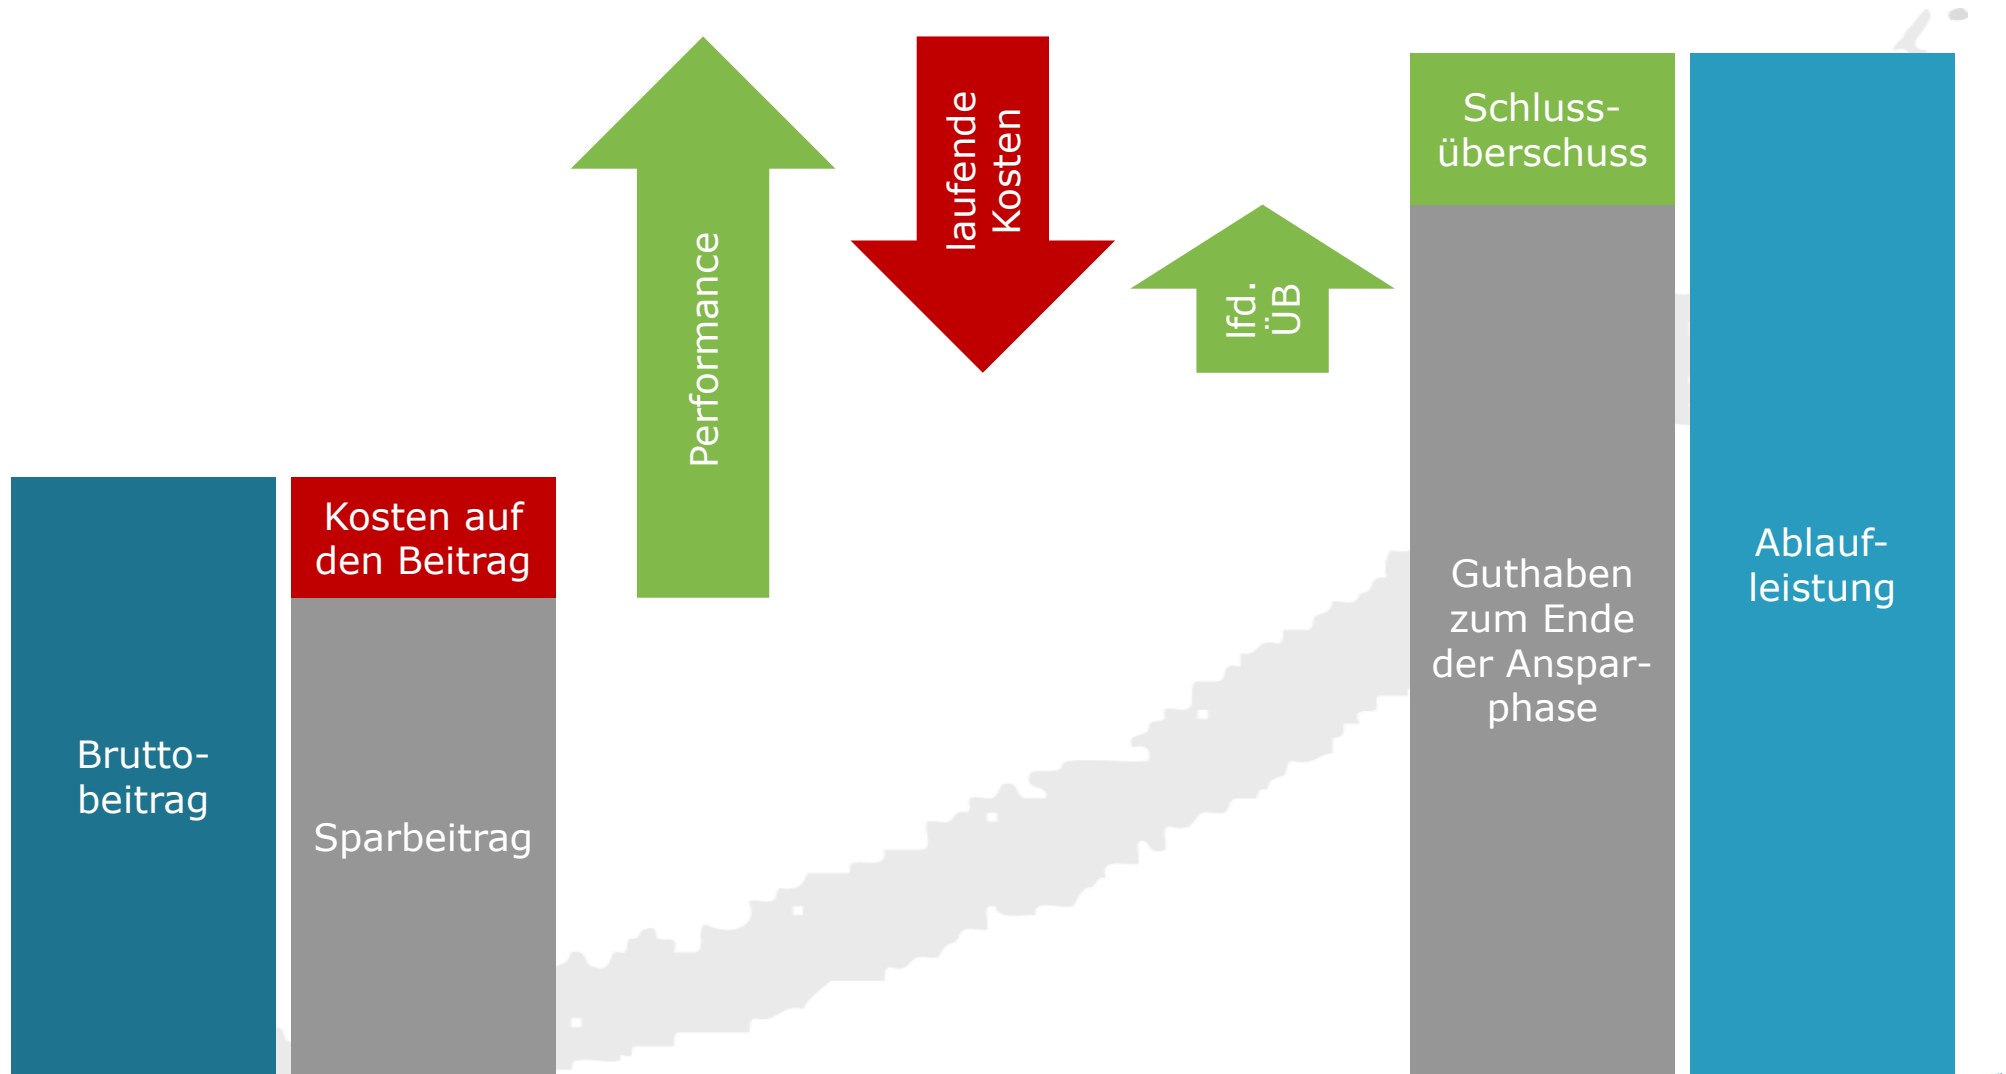 Brutto-
beitrag
Kosten auf
den Beitrag
Sparbeitrag
Performance
laufende
Kosten
lfd.
ÜB
Schluss-
überschuss
Guthaben
zum Ende
der Anspar-
phase
Ablauf-
leistung